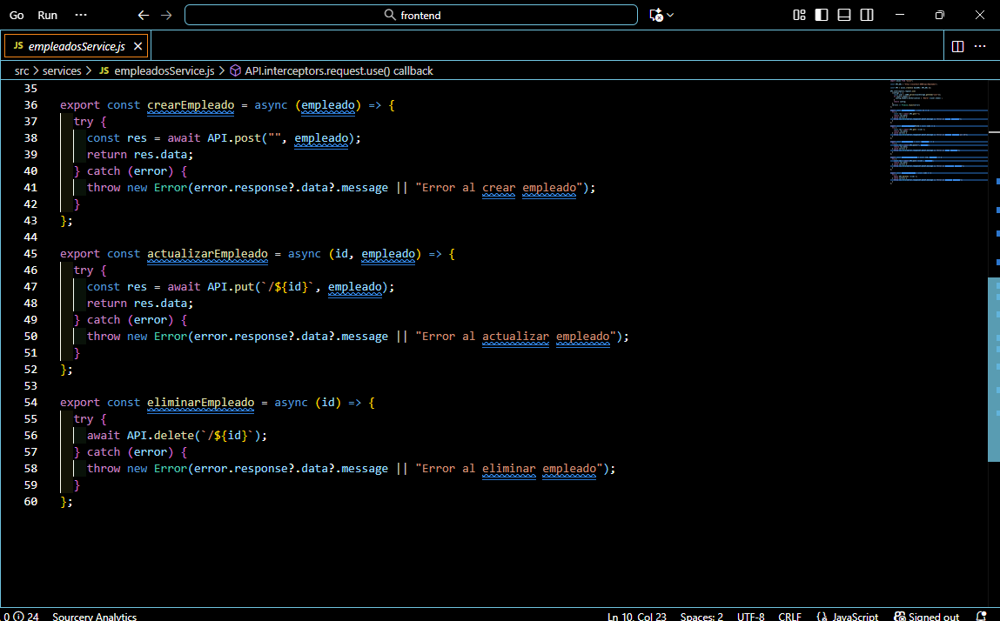 Go Run ···
frontend
JS empleadosService.js
src > services > JS empleadosService.js > API.interceptors.request.use() callback
35
36 export const crearEmpleado = async (empleado) => {
37 try {
38 const res = await API.post("", empleado);
39 return res.data;
40 } catch (error) {
41 throw new Error(error.response?.data?.message || "Error al crear empleado");
42 }
43 };
44
45 export const actualizarEmpleado = async (id, empleado) => {
46 try {
47 const res = await API.put(`/${id}`, empleado);
48 return res.data;
49 } catch (error) {
50 throw new Error(error.response?.data?.message || "Error al actualizar empleado");
51 }
52 };
53
54 export const eliminarEmpleado = async (id) => {
55 try {
56 await API.delete(`/${id}`);
57 } catch (error) {
58 throw new Error(error.response?.data?.message || "Error al eliminar empleado");
59 }
60 };
0 24 Sourcery Analytics Ln 10, Col 23 Spaces: 2 UTF-8 CRLF {} JavaScript Signed out